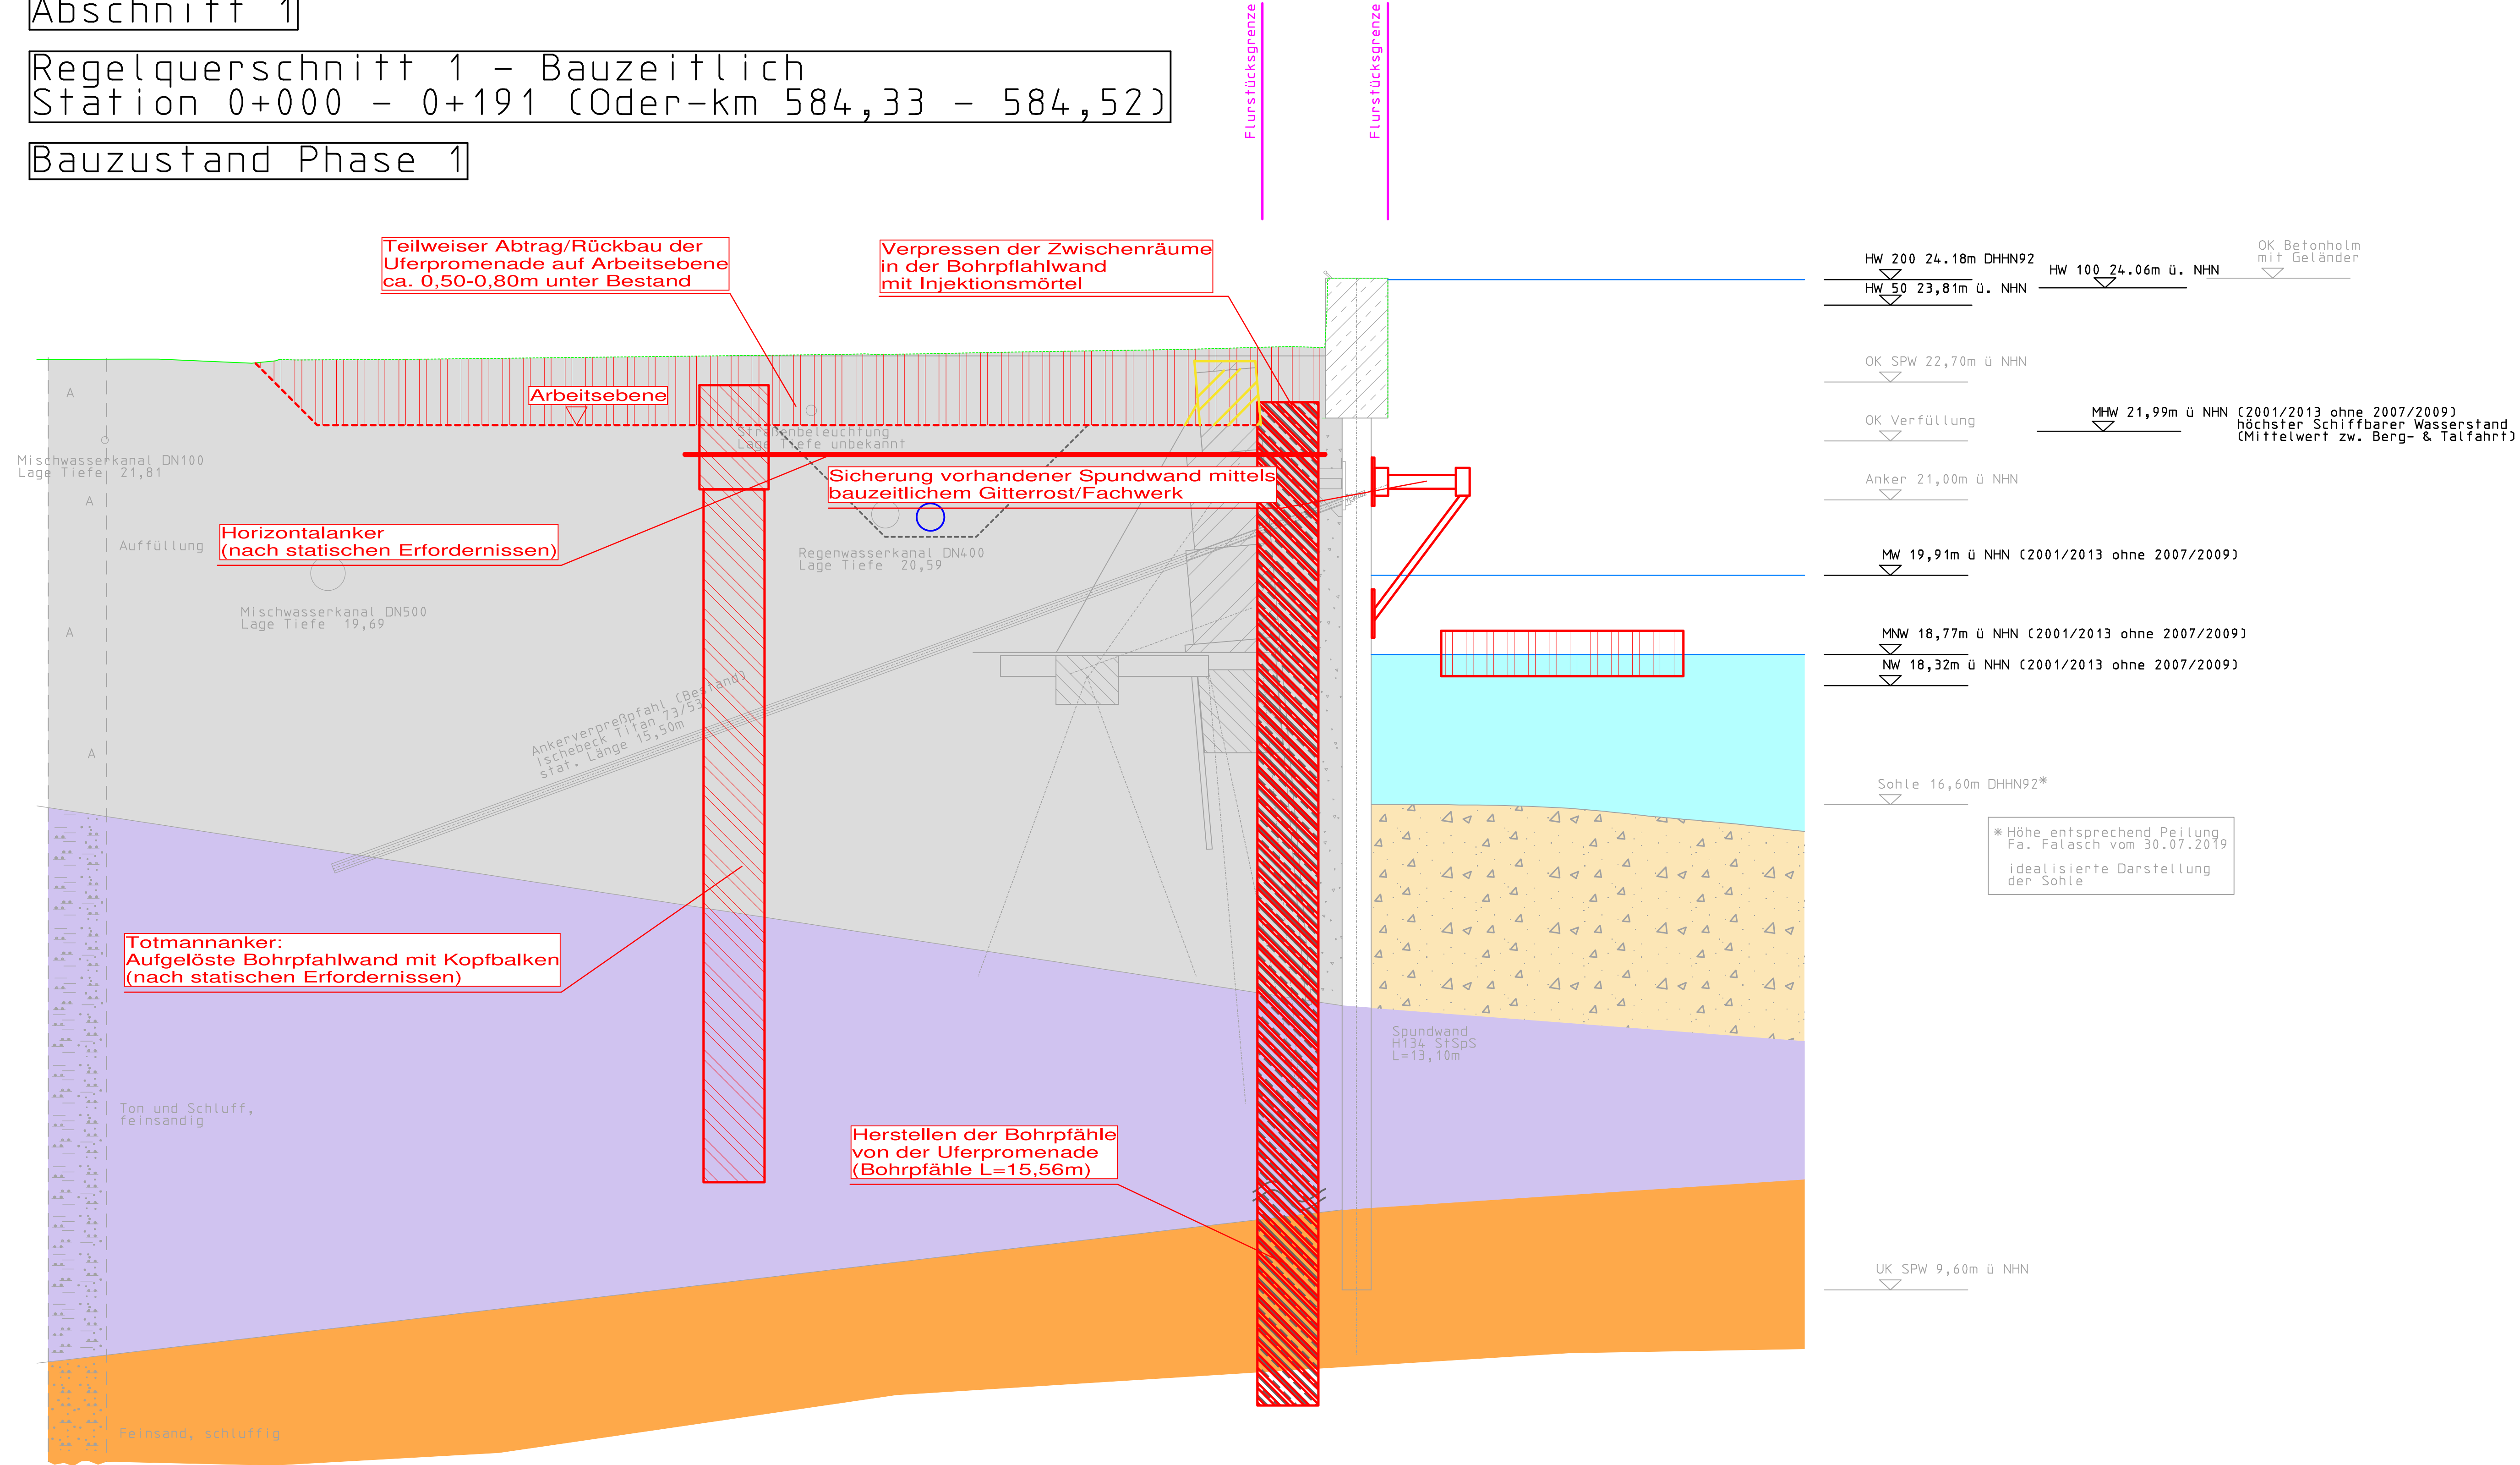 Abschnitt 1
Regelquerschnitt 1 - Bauzeitlich
Station 0+000 - 0+191 (Oder-km 584,33 - 584,52)
Bauzustand Phase 1
Flurstücksgrenze
Flurstücksgrenze
Teilweiser Abtrag/Rückbau der
Uferpromenade auf Arbeitsebene
ca. 0,50-0,80m unter Bestand
Verpressen der Zwischenräume
in der Bohrpflahlwand
mit Injektionsmörtel
HW 200 24.18m DHHN92
HW 100 24.06m ü. NHN
HW 50 23,81m ü. NHN
OK Betonholm
mit Geländer
OK SPW 22,70m ü NHN
OK Verfüllung
MHW 21,99m ü NHN (2001/2013 ohne 2007/2009)
höchster Schiffbarer Wasserstand
(Mittelwert zw. Berg- & Talfahrt)
Anker 21,00m ü NHN
MW 19,91m ü NHN (2001/2013 ohne 2007/2009)
MNW 18,77m ü NHN (2001/2013 ohne 2007/2009)
NW 18,32m ü NHN (2001/2013 ohne 2007/2009)
Sohle 16,60m DHHN92*
* Höhe entsprechend Peilung
Fa. Falasch vom 30.07.2019
idealisierte Darstellung
der Sohle
UK SPW 9,60m ü NHN
A
Arbeitsebene
Straßenbeleuchtung
Lage Tiefe unbekannt
Mischwasserkanal DN100
Lage Tiefe 21,81
Sicherung vorhandener Spundwand mittels
bauzeitlichem Gitterrost/Fachwerk
A
Horizontalanker
(nach statischen Erfordernissen)
Auffüllung
Regenwasserkanal DN400
Lage Tiefe 20,59
Mischwasserkanal DN500
Lage Tiefe 19,69
A
Ankerverpreßpfahl (Bestand)
Ischebeck Titan 73/53
stat. Länge 15,50m
A
Totmannanker:
Aufgelöste Bohrpfahlwand mit Kopfbalken
(nach statischen Erfordernissen)
Spundwand
H134 StSpS
L=13,10m
Ton und Schluff,
feinsandig
Herstellen der Bohrpfähle
von der Uferpromenade
(Bohrpfähle L=15,56m)
Feinsand, schluffig